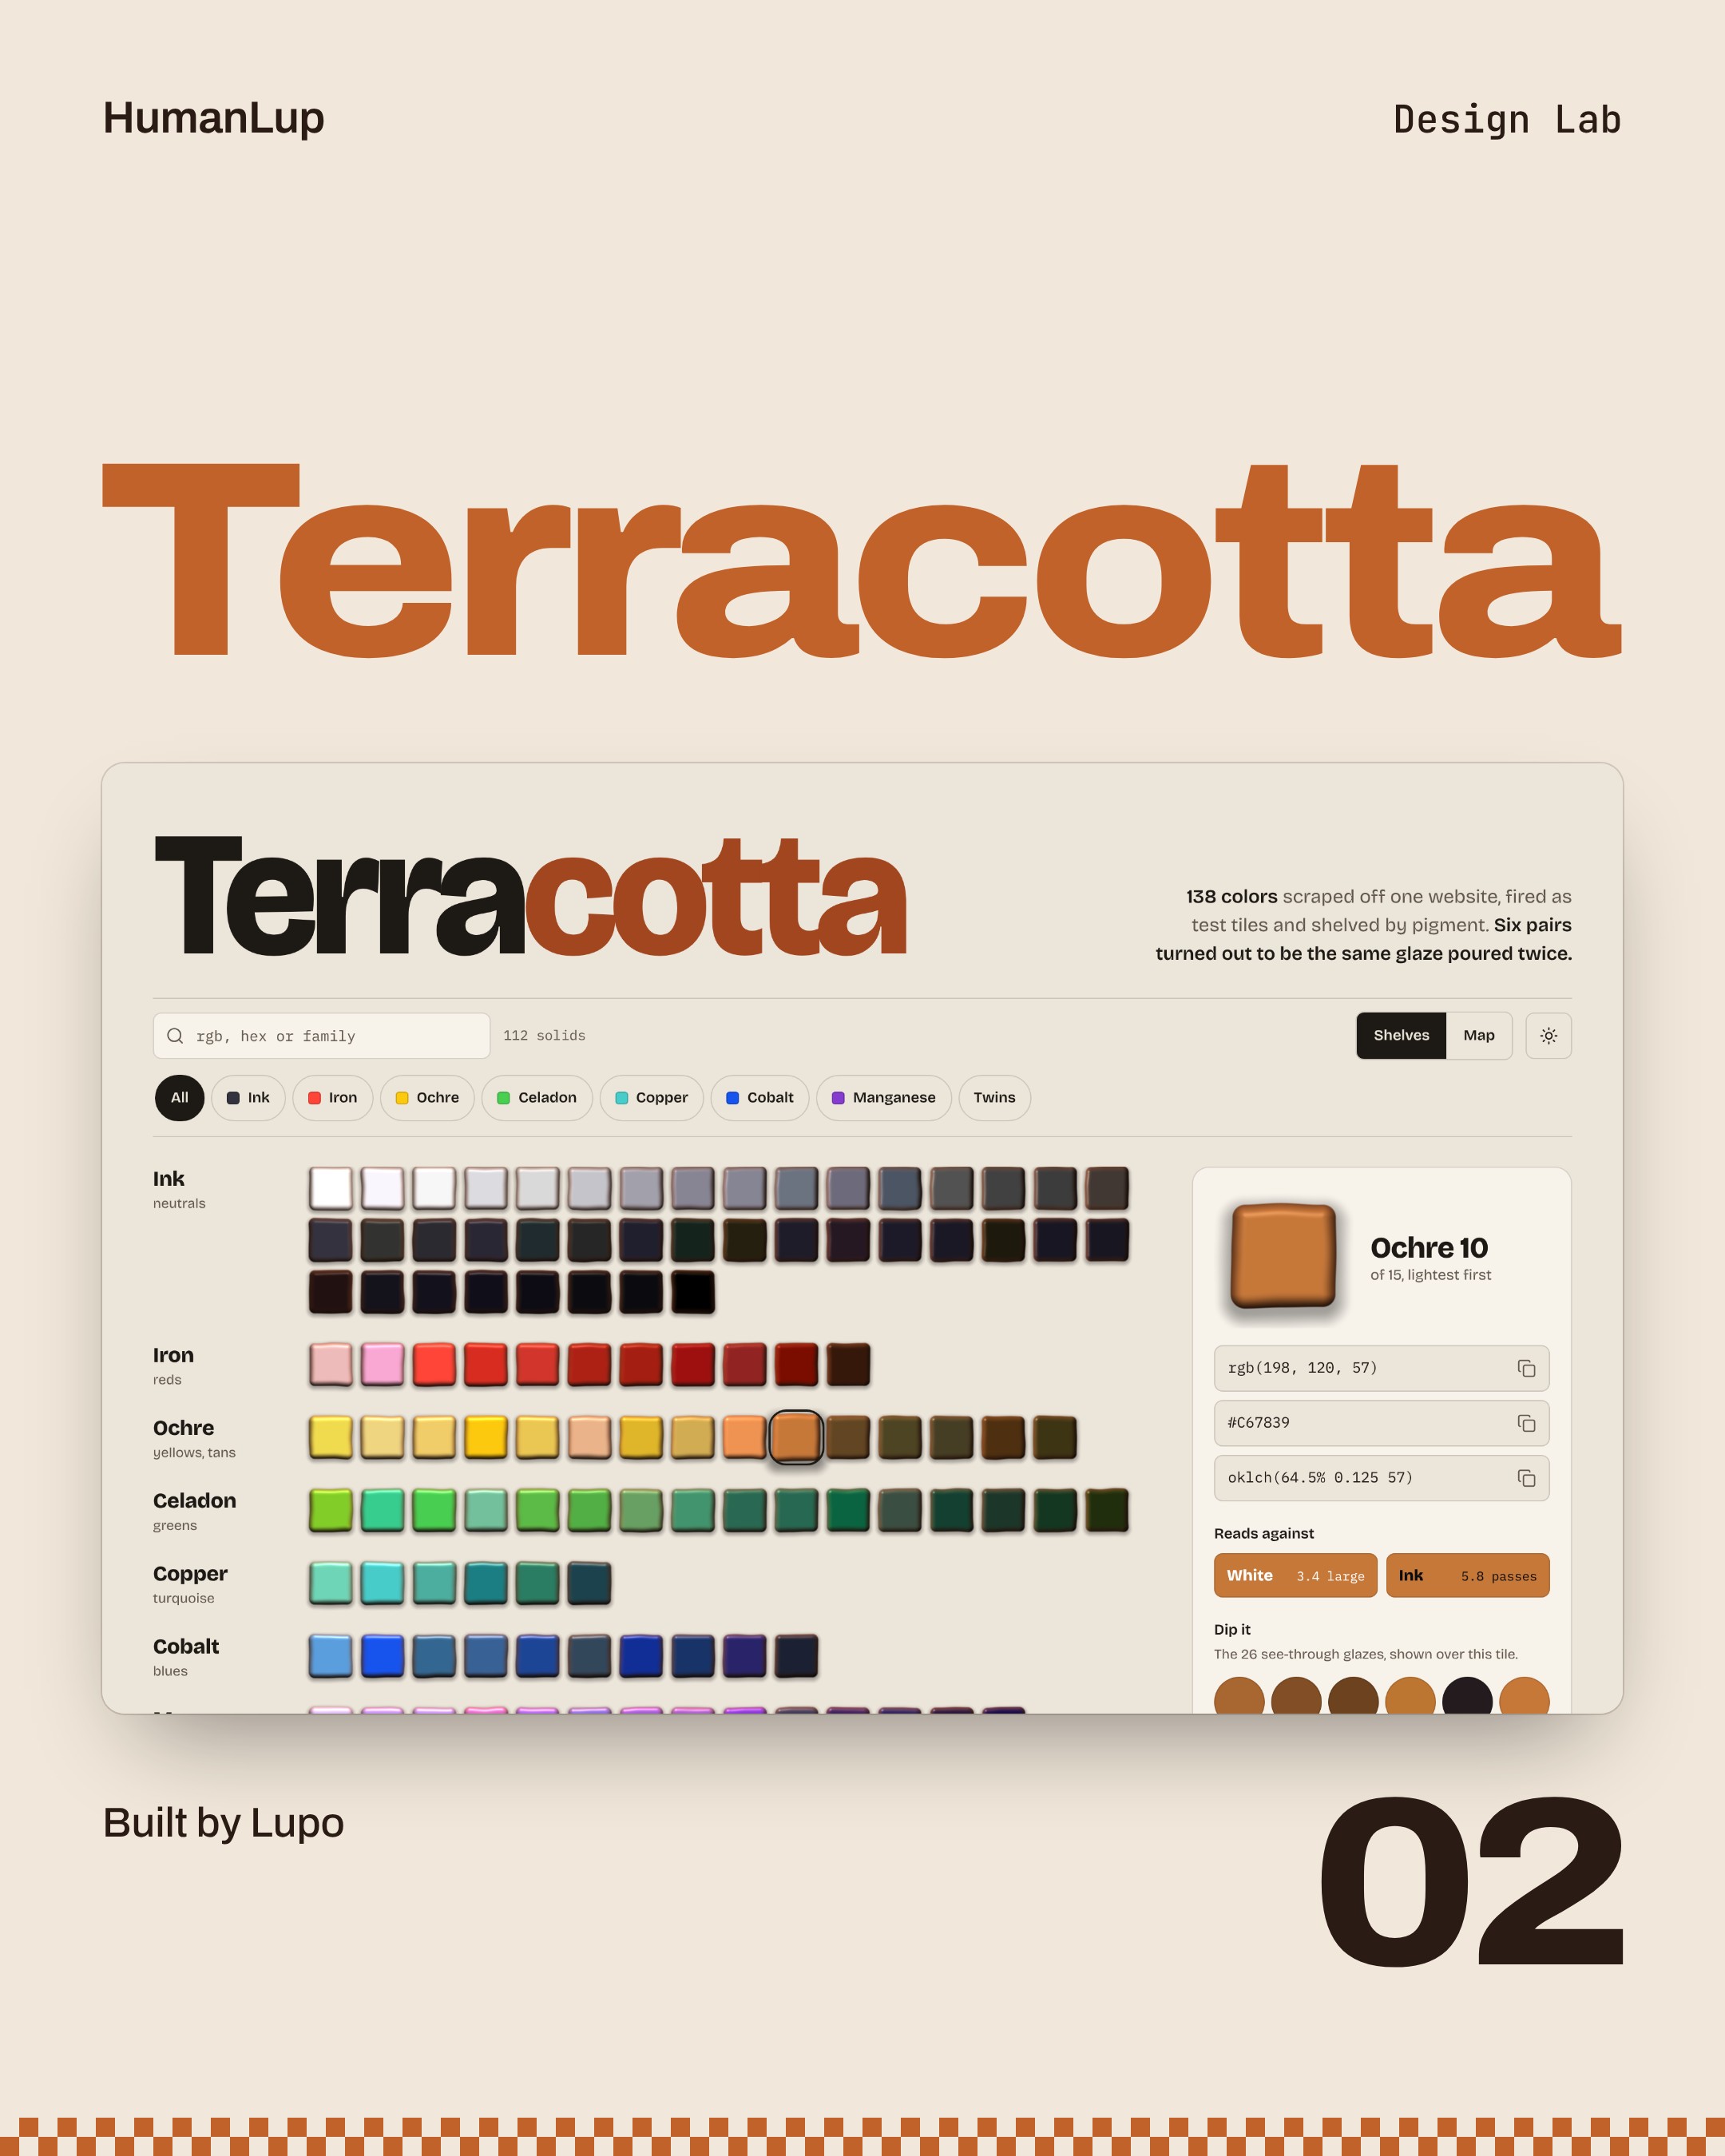 HumanLup
Design Lab
Terracotta
Terracotta
138 colors scraped off one website, fired as
test tiles and shelved by pigment. Six pairs
turned out to be the same glaze poured twice.
rgb, hex or family
112 solids
Shelves
Map
All
Ink
Iron
Ochre
Celadon
Copper
Cobalt
Manganese
Twins
Ink
neutrals
Iron
reds
Ochre
yellows, tans
Celadon
greens
Copper
turquoise
Cobalt
blues
Ochre 10
of 15, lightest first
rgb(198, 120, 57)
#C67839
oklch(64.5% 0.125 57)
Reads against
White 3.4 large
Ink 5.8 passes
Dip it
The 26 see-through glazes, shown over this tile.
Built by Lupo
02